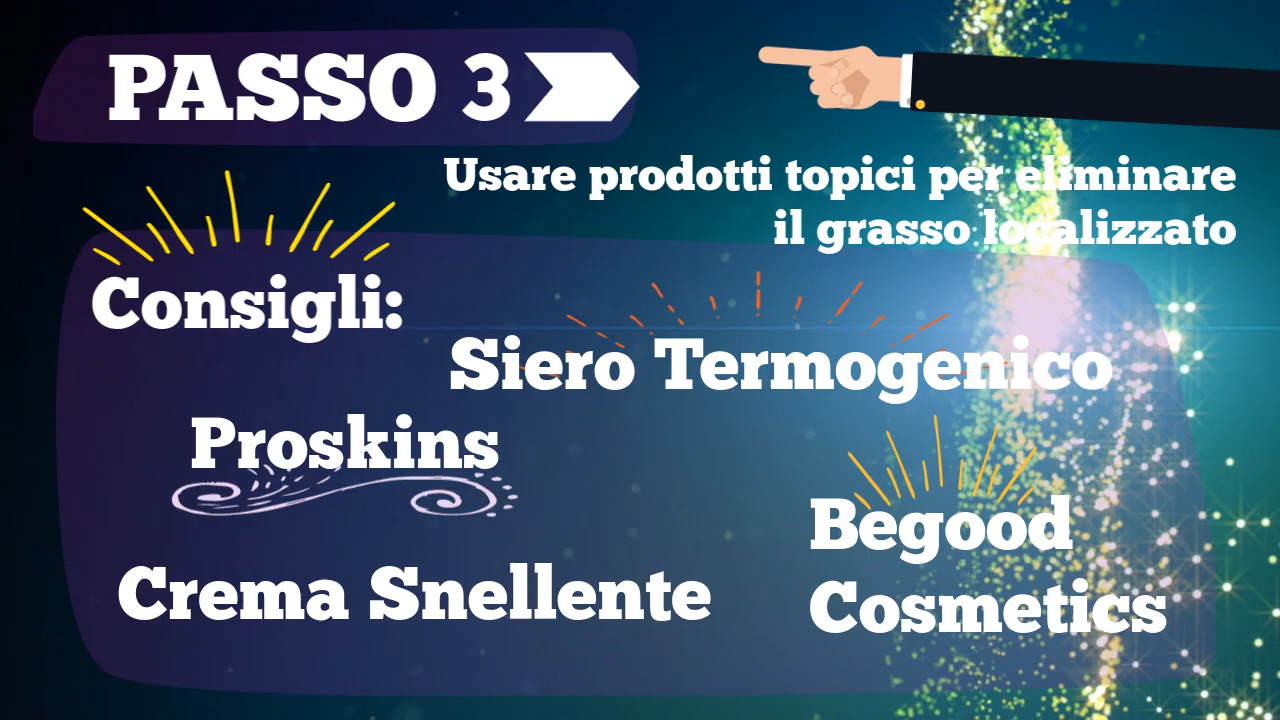 PASSO 3
Usare prodotti topici per eliminare
il grasso localizzato
Consigli:
Siero Termogenico
Proskins
Begood
Cosmetics
Crema Snellente